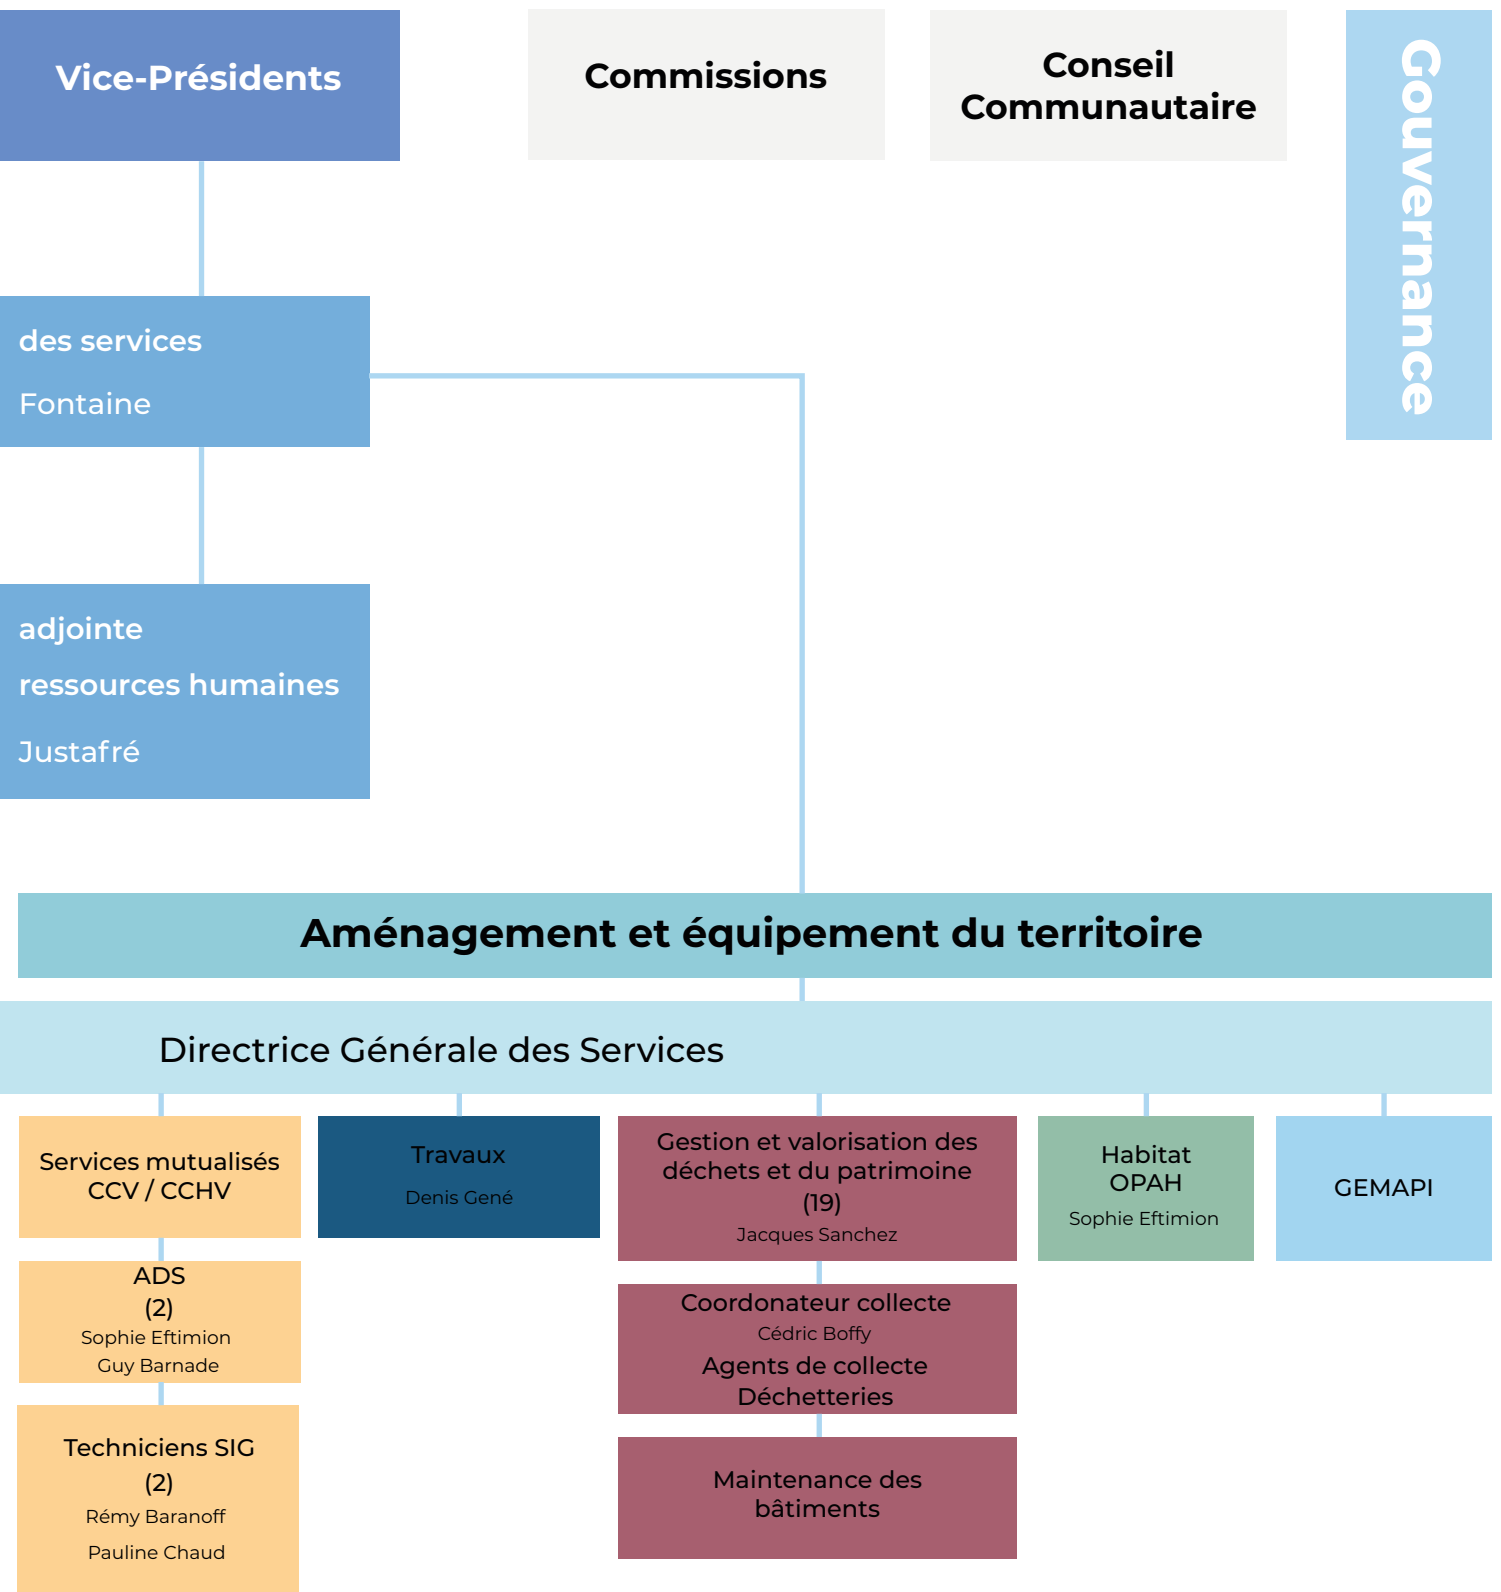 Vice-Présidents
Commissions
Conseil
Communautaire
Gouvernance
des services
Fontaine
adjointe
ressources humaines
Justafré
Aménagement et équipement du territoire
Directrice Générale des Services
Services mutualisés
CCV / CCHV
ADS
(2)
Sophie Eftimion
Guy Barnade
Techniciens SIG
(2)
Rémy Baranoff
Pauline Chaud
Travaux
Denis Gené
Gestion et valorisation des
déchets et du patrimoine
(19)
Jacques Sanchez
Coordonateur collecte
Cédric Boffy
Agents de collecte
Déchetteries
Maintenance des
bâtiments
Habitat
OPAH
Sophie Eftimion
GEMAPI